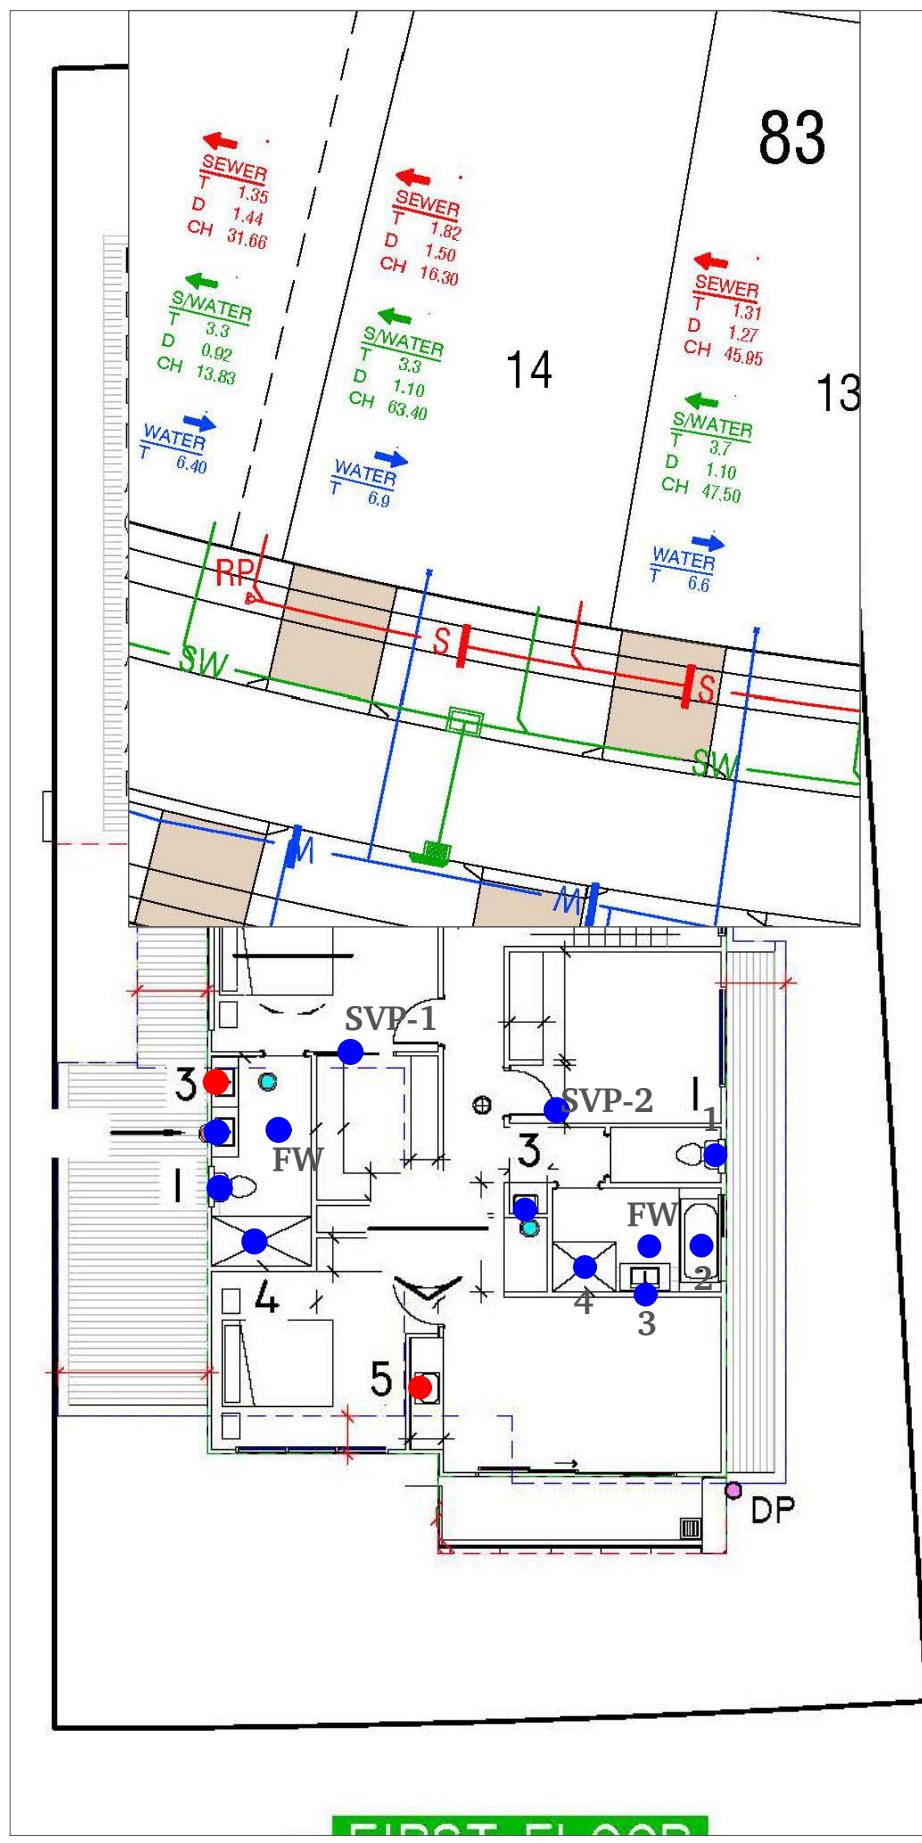 83
SEWER
T 1.35
D 1.44
CH 31.66
SEWER
T 1.82
D 1.50
CH 16.30
SEWER
T 1.31
D 1.27
CH 45.95
S/WATER
T 3.3
D 0.92
CH 13.83
S/WATER
T 3.3
D 1.10
CH 63.40
14
13
S/WATER
T 3.7
D 1.10
CH 47.50
WATER
T 6.40
WATER
T 6.9
WATER
T 6.6
RP
S
S
SW
SW
M
M
SVP-1
3
SVP-2
1
1
FW
3
1
FW
2
4
4
3
5
DP
FIRST FLOOR